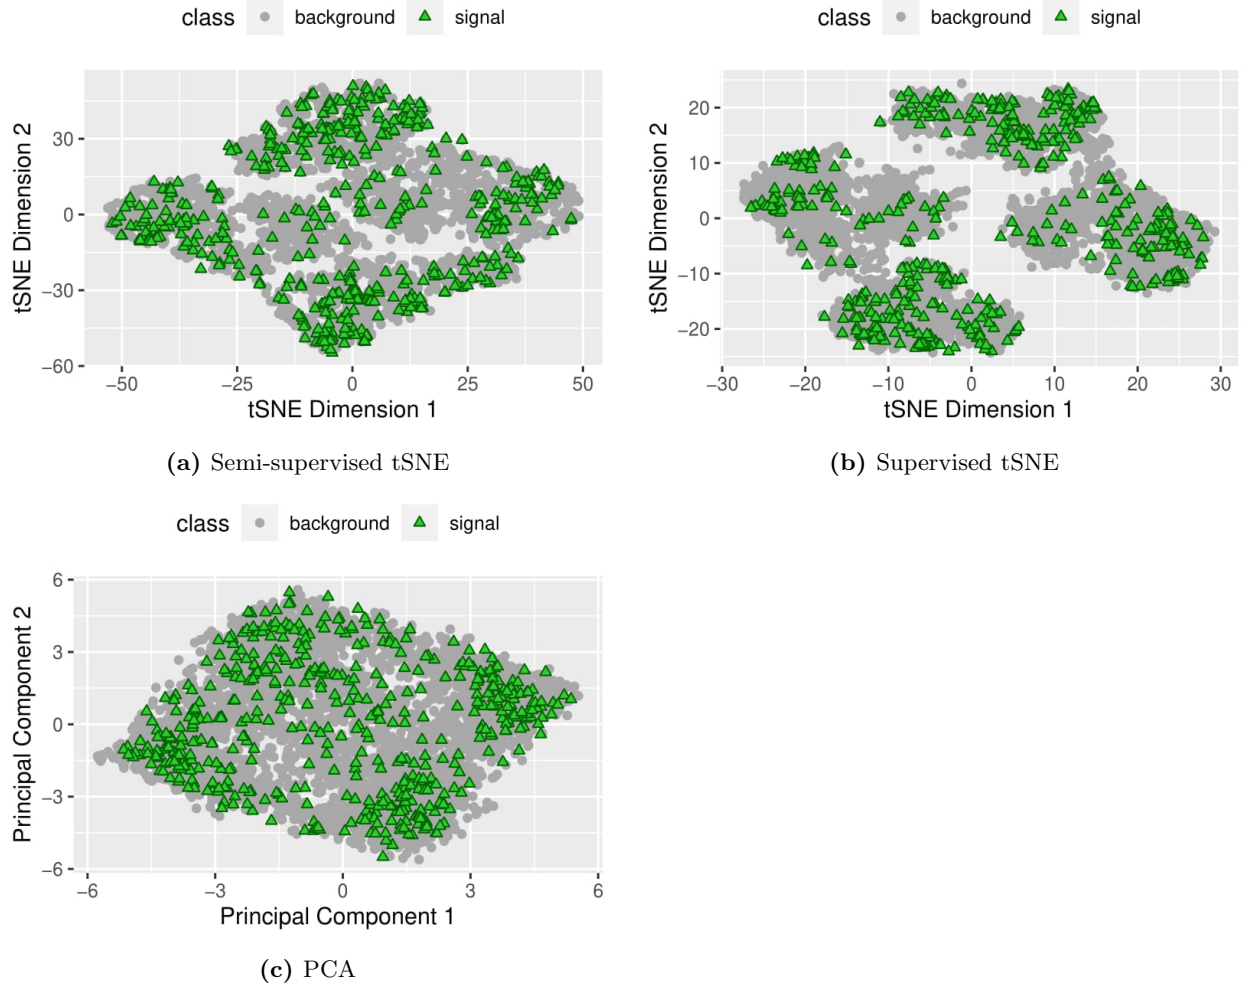 class background signal
class background signal
tSNE Dimension 2
30
0
−30
−60
−50 −25 0 25 50
tSNE Dimension 1
tSNE Dimension 2
20
10
0
−10
−20
−30 −20 −10 0 10 20 30
tSNE Dimension 1
(a) Semi-supervised tSNE
(b) Supervised tSNE
class background signal
Principal Component 2
6
3
0
−3
−6
−6 −3 0 3 6
Principal Component 1
(c) PCA